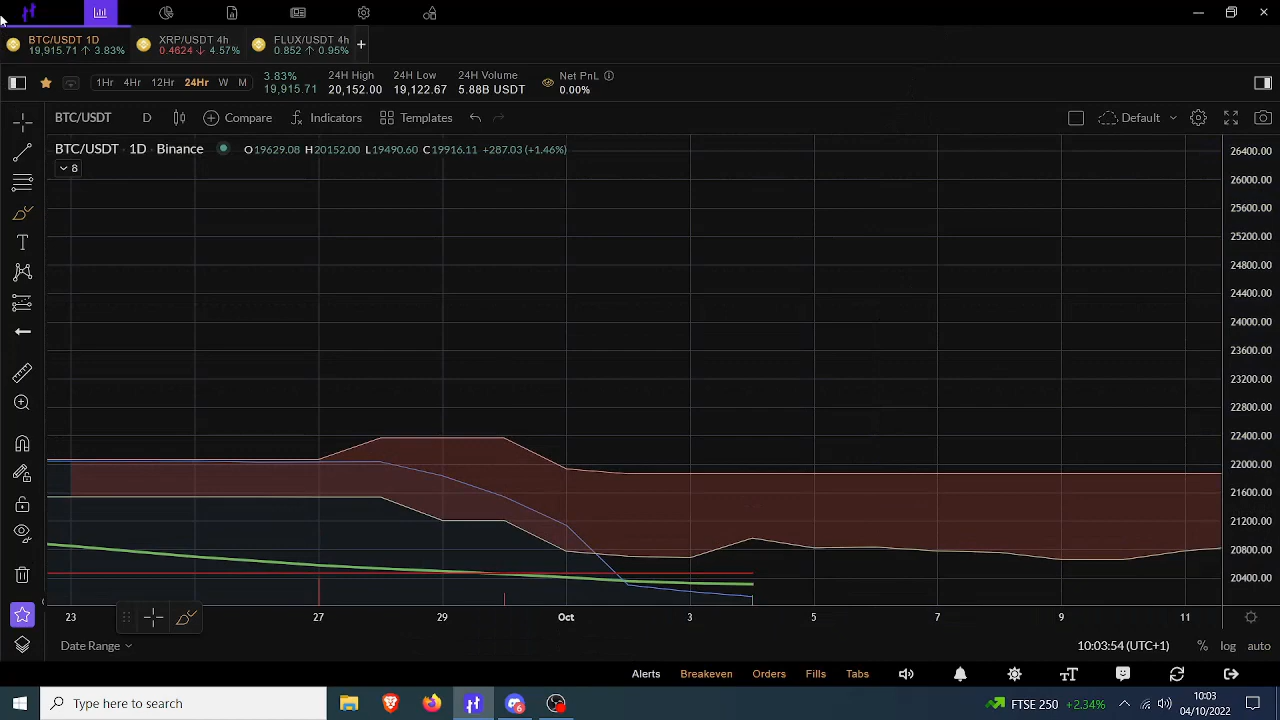 BTC/USDT 1D
19,915.71 ↑ 3.83%
XRP/USDT 4h
0.4624 ↓ 4.57%
FLUX/USDT 4h
0.852 ↑ 0.95%
+
1Hr 4Hr 12Hr 24Hr W M
3.83%
19,915.71
24H High
20,152.00
24H Low
19,122.67
24H Volume
5.88B USDT
Net PnL
0.00%
BTC/USDT D Compare Indicators Templates Default
BTC/USDT · 1D · Binance O19629.08 H20152.00 L19490.60 C19916.11 +287.03 (+1.46%)
8
26400.00
26000.00
25600.00
25200.00
24800.00
24400.00
24000.00
23600.00
23200.00
22800.00
22400.00
22000.00
21600.00
21200.00
20800.00
20400.00
23 27 29 Oct 3 5 7 9 11
Date Range 10:03:54 (UTC+1) % log auto
Alerts Breakeven Orders Fills Tabs
Type here to search
6
FTSE 250 +2.34%
10:03
04/10/2022